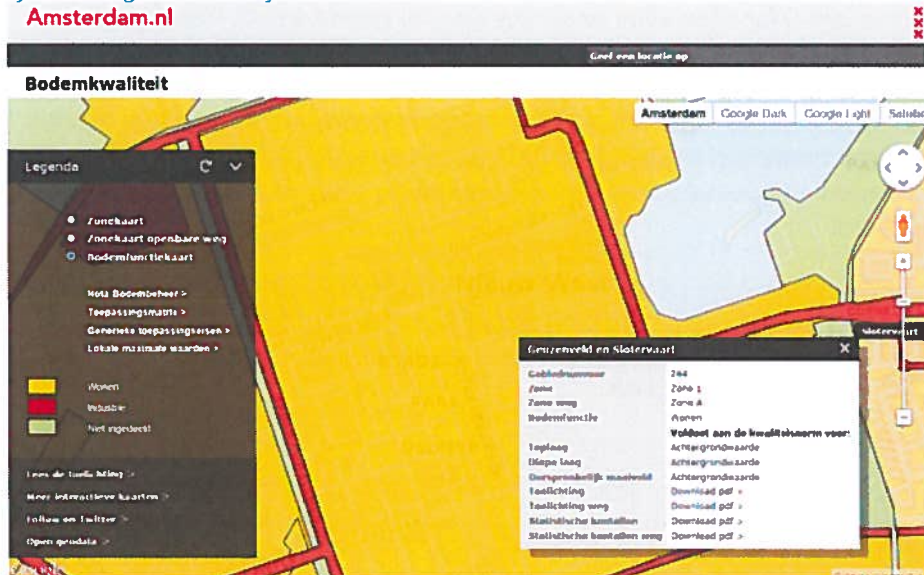 Amsterdam.nl
Geef een locatie op
Bodemkwaliteit
Amsterdam
Google Dark
Google Light
Legenda
Zonekaart
Zonekaart openbare weg
Bodemfunctiekaart
Nota Bodembeheer >
Toepassingsmatrix >
Generieke toepassingseisen >
Lokale maximale waarden >
Wonen
Industrie
Niet ingedeeld
Lees de toelichting >
Meer interactieve kaarten >
Follow on Twitter >
Open geodata >
Slotervaart
Geuzenveld en Slotervaart
Gebiednummer 244
Zone Zone 1
Zone weg Zone A
Bodemfunctie Wonen
Voldoet aan de kwaliteitsnorm voor:
Toplaag Achtergrondwaarde
Diepe laag Achtergrondwaarde
Oorspronkelijk maaiveld Achtergrondwaarde
Toelichting Download pdf >
Toelichting weg Download pdf >
Statistische kentallen Download pdf >
Statistische kentallen weg Download pdf >